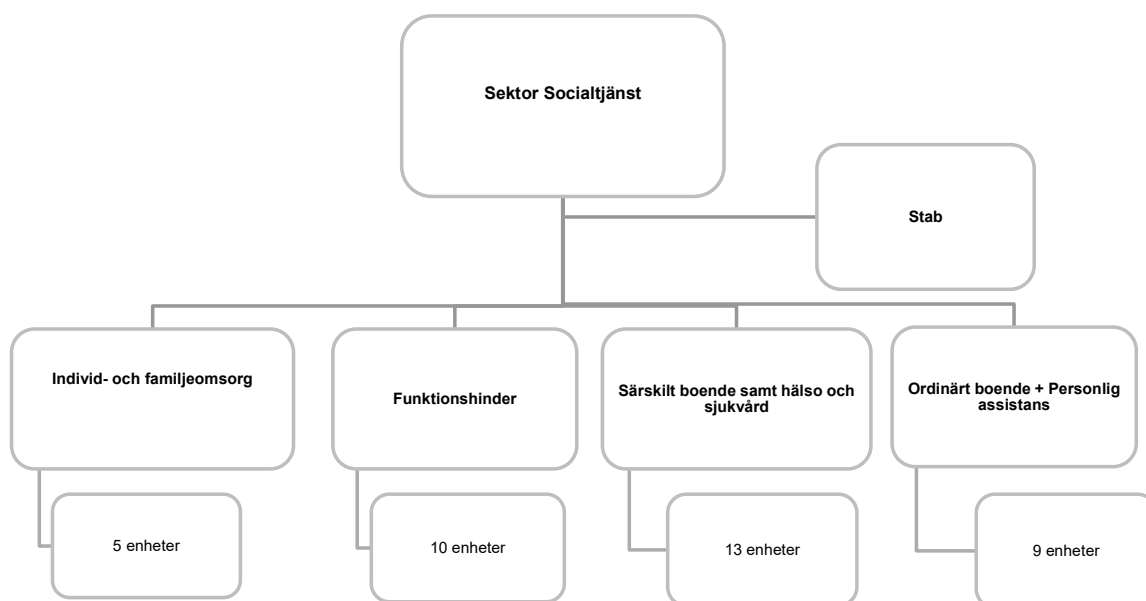 Sektor Socialtjänst
Stab
Individ- och familjeomsorg
Funktionshinder
Särskilt boende samt hälso och
sjukvård
Ordinärt boende + Personlig
assistans
5 enheter
10 enheter
13 enheter
9 enheter